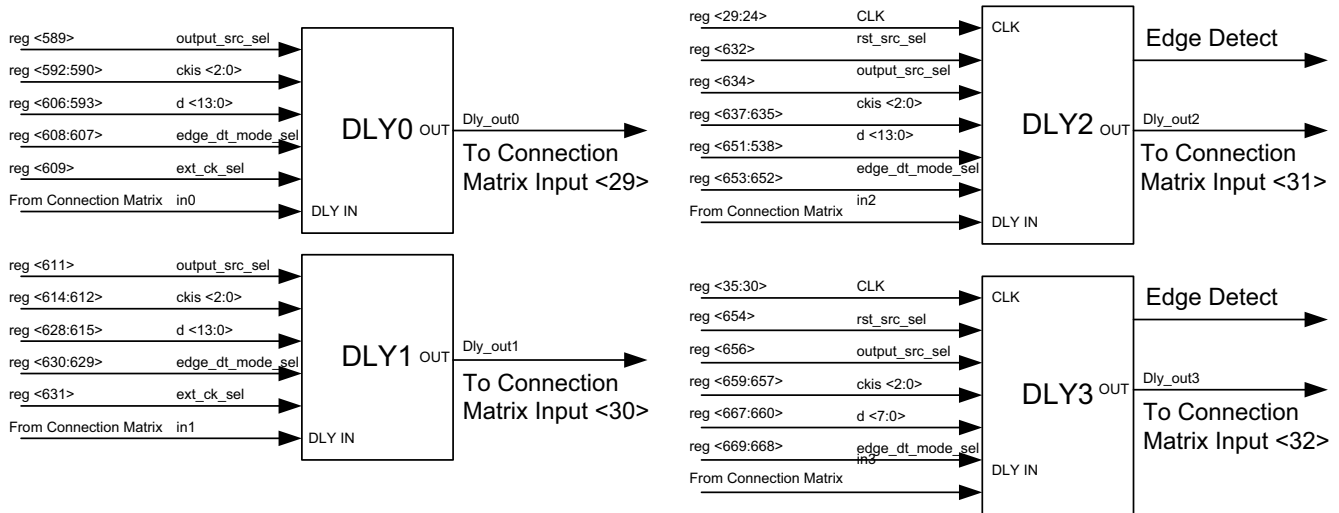 reg <589> output_src_sel
reg <592:590> ckis <2:0>
reg <606:593> d <13:0>
reg <608:607> edge_dt_mode_sel
reg <609> ext_ck_sel
From Connection Matrix in0
DLY0 OUT
DLY IN
Dly_out0
To Connection
Matrix Input <29>
reg <611> output_src_sel
reg <614:612> ckis <2:0>
reg <628:615> d <13:0>
reg <630:629> edge_dt_mode_sel
reg <631> ext_ck_sel
From Connection Matrix in1
DLY1 OUT
DLY IN
Dly_out1
To Connection
Matrix Input <30>
reg <29:24> CLK
rst_src_sel
reg <632>
output_src_sel
reg <634>
ckis <2:0>
reg <637:635>
d <13:0>
reg <651:538>
edge_dt_mode_sel
reg <653:652>
in2
From Connection Matrix
CLK
DLY2 OUT
DLY IN
Edge Detect
Dly_out2
To Connection
Matrix Input <31>
reg <35:30> CLK
reg <654> rst_src_sel
reg <656> output_src_sel
reg <659:657> ckis <2:0>
reg <667:660> d <7:0>
reg <669:668> edge_dt_mode_sel
in3
From Connection Matrix
CLK
DLY3 OUT
DLY IN
Edge Detect
Dly_out3
To Connection
Matrix Input <32>